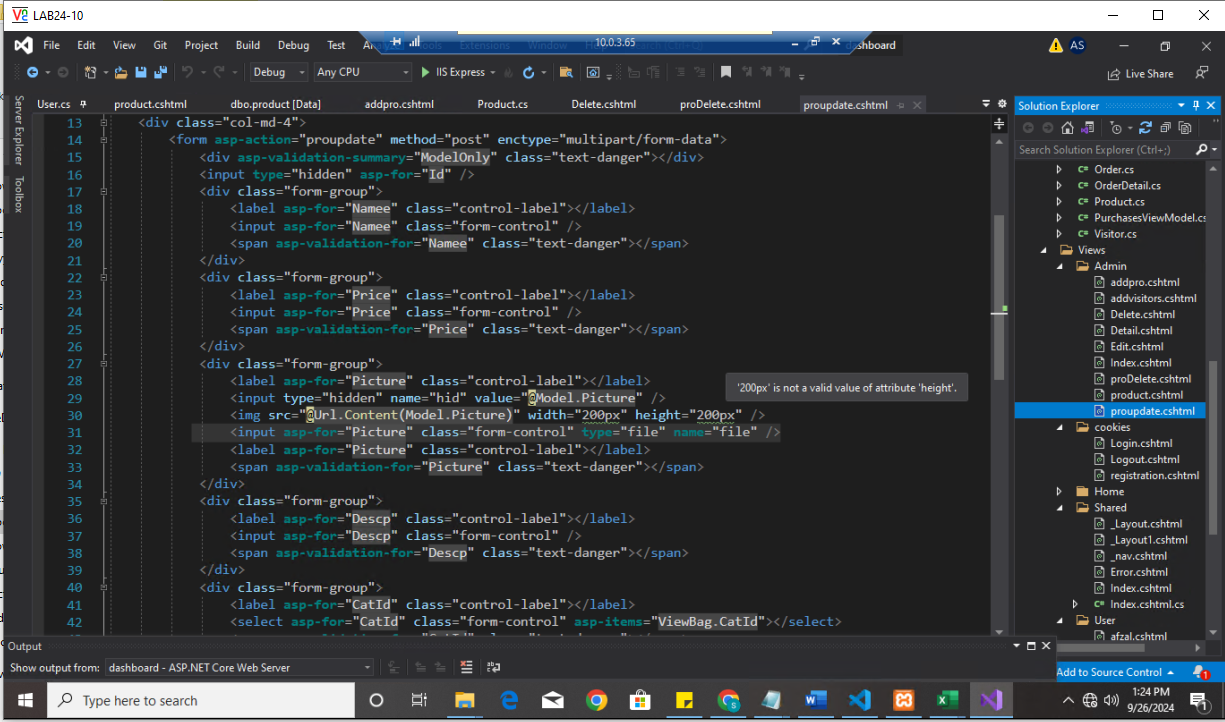 LAB24-10
File Edit View Git Project Build Debug Test
10.0.3.65
dashboard
AS
Debug Any CPU IIS Express
Live Share
User.cs product.cshtml dbo.product [Data] addpro.cshtml Product.cs Delete.cshtml proDelete.cshtml proupdate.cshtml
Server Explorer
Toolbox
13 <div class="col-md-4">
14 <form asp-action="proupdate" method="post" enctype="multipart/form-data">
15 <div asp-validation-summary="ModelOnly" class="text-danger"></div>
16 <input type="hidden" asp-for="Id" />
17 <div class="form-group">
18 <label asp-for="Namee" class="control-label"></label>
19 <input asp-for="Namee" class="form-control" />
20 <span asp-validation-for="Namee" class="text-danger"></span>
21 </div>
22 <div class="form-group">
23 <label asp-for="Price" class="control-label"></label>
24 <input asp-for="Price" class="form-control" />
25 <span asp-validation-for="Price" class="text-danger"></span>
26 </div>
27 <div class="form-group">
28 <label asp-for="Picture" class="control-label"></label>
29 <input type="hidden" name="hid" value="@Model.Picture" />
30 <img src="@Url.Content(Model.Picture)" width="200px" height="200px" />
31 <input asp-for="Picture" class="form-control" type="file" name="file" />
32 <label asp-for="Picture" class="control-label"></label>
33 <span asp-validation-for="Picture" class="text-danger"></span>
34 </div>
35 <div class="form-group">
36 <label asp-for="Descp" class="control-label"></label>
37 <input asp-for="Descp" class="form-control" />
38 <span asp-validation-for="Descp" class="text-danger"></span>
39 </div>
40 <div class="form-group">
41 <label asp-for="CatId" class="control-label"></label>
42 <select asp-for="CatId" class="form-control" asp-items="ViewBag.CatId"></select>
'200px' is not a valid value of attribute 'height'.
Solution Explorer
Search Solution Explorer (Ctrl+;)
C# Order.cs
C# OrderDetail.cs
C# Product.cs
C# PurchasesViewModel.cs
C# Visitor.cs
Views
Admin
addpro.cshtml
addvisitors.cshtml
Delete.cshtml
Detail.cshtml
Edit.cshtml
Index.cshtml
proDelete.cshtml
product.cshtml
proupdate.cshtml
cookies
Login.cshtml
Logout.cshtml
registration.cshtml
Home
Shared
_Layout.cshtml
_Layout1.cshtml
_nav.cshtml
Error.cshtml
Index.cshtml
C# Index.cshtml.cs
User
afzal.cshtml
Output
Show output from: dashboard - ASP.NET Core Web Server
Add to Source Control
1
Type here to search
1:24 PM
9/26/2024
1